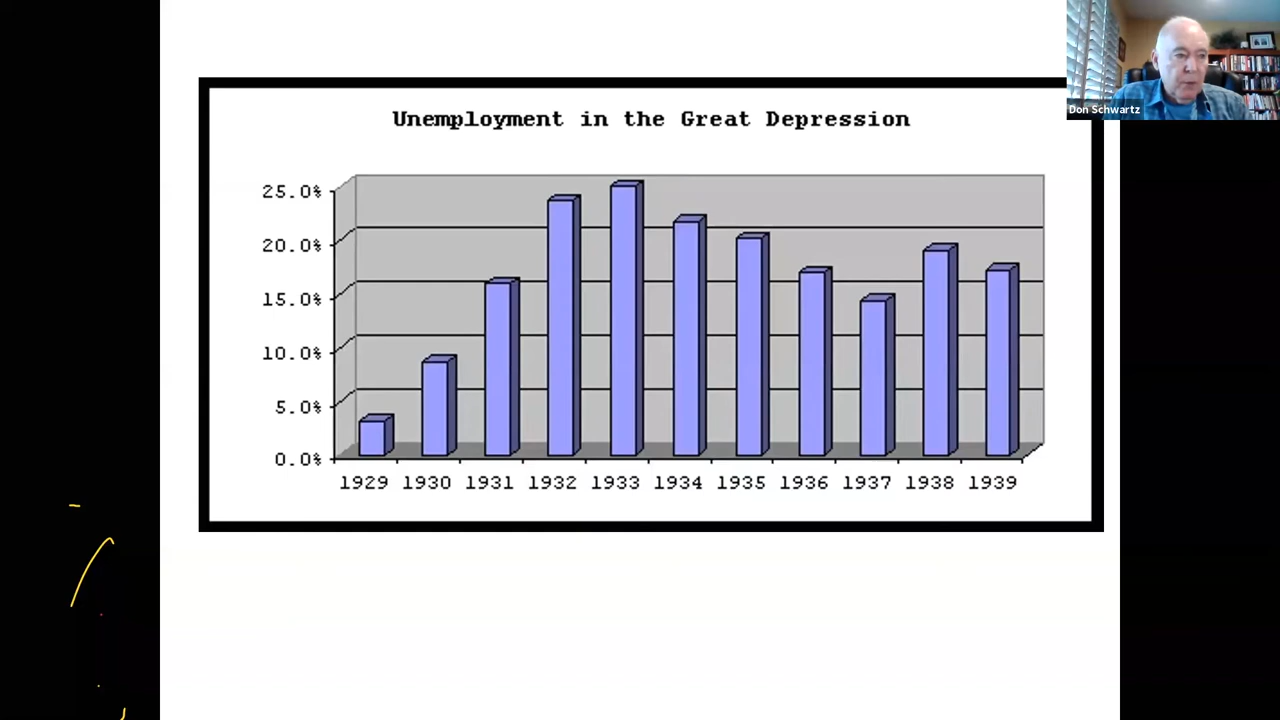 Don Schwartz
Unemployment in the Great Depression
25.0%
20.0%
15.0%
10.0%
5.0%
0.0%
1929 1930 1931 1932 1933 1934 1935 1936 1937 1938 1939